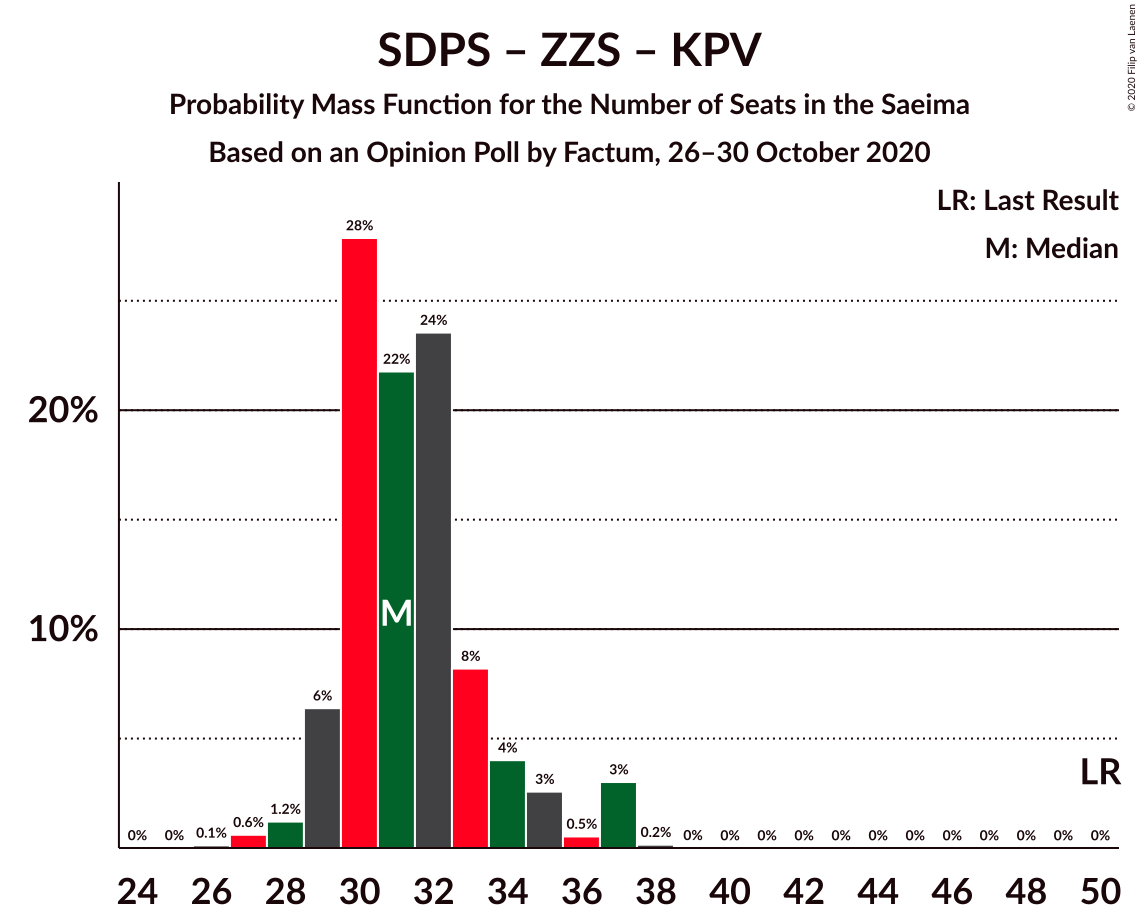 SDPS – ZZS – KPV
Probability Mass Function for the Number of Seats in the Saeima
Based on an Opinion Poll by Factum, 26–30 October 2020
© 2020 Filip van Laenen
LR: Last Result
M: Median
20%
10%
0% 0% 0.1% 0.6% 1.2% 6% 28% 22% 24% 8% 4% 3% 0.5% 3% 0.2% 0% 0% 0% 0% 0% 0% 0% 0% 0% 0% 0% 0%
M
LR
24 26 28 30 32 34 36 38 40 42 44 46 48 50